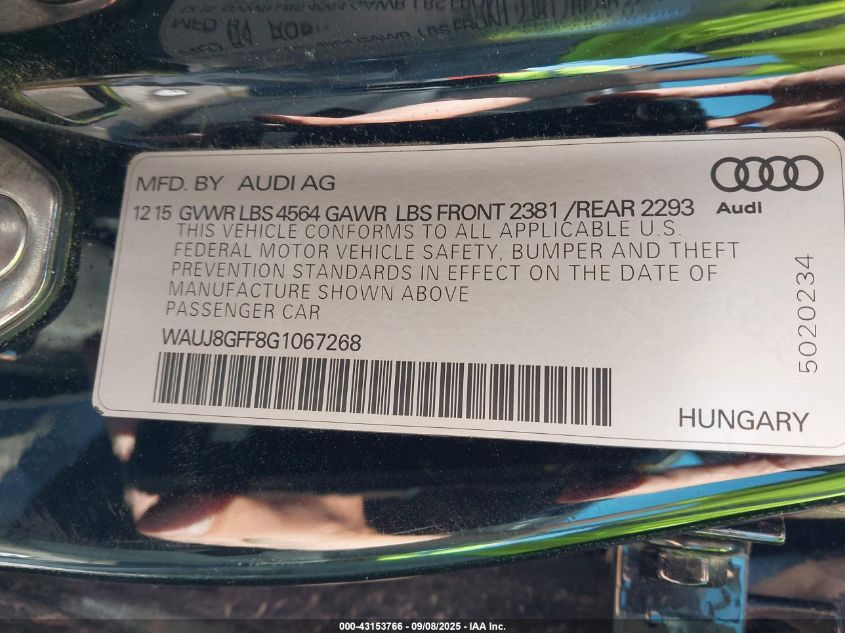 MFD. BY AUDI AG
12 15 GVWR LBS 4564 GAWR LBS FRONT 2381 /REAR 2293
THIS VEHICLE CONFORMS TO ALL APPLICABLE U.S.
FEDERAL MOTOR VEHICLE SAFETY, BUMPER AND THEFT
PREVENTION STANDARDS IN EFFECT ON THE DATE OF
MANUFACTURE SHOWN ABOVE
PASSENGER CAR
WAUJ8GFF8G1067268
Audi
5020234
HUNGARY
000-43153766 - 09/08/2025 - IAA Inc.